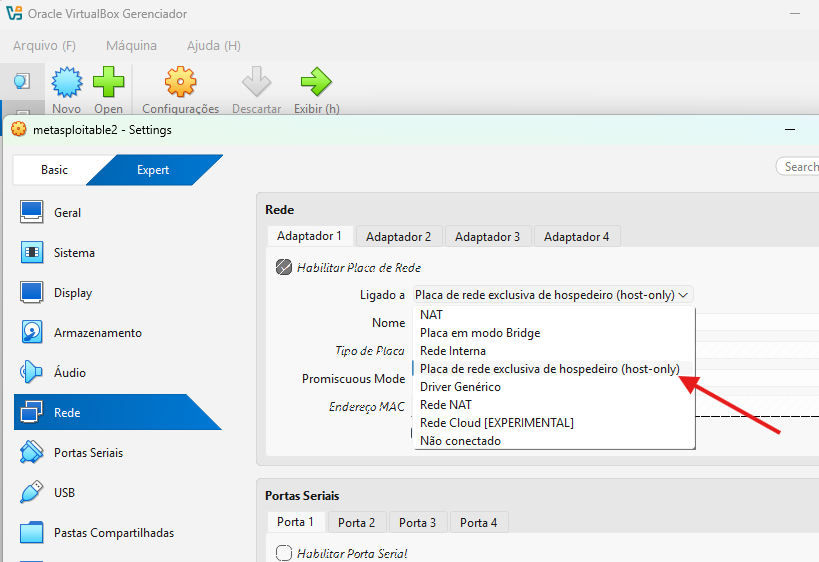 Oracle VirtualBox Gerenciador
Arquivo (F) Máquina Ajuda (H)
Novo Open Configurações Descartar Exibir (h)
metasploitable2 - Settings
Basic Expert
Search
Geral
Sistema
Display
Armazenamento
Áudio
Rede
Portas Seriais
USB
Pastas Compartilhadas
Rede
Adaptador 1 Adaptador 2 Adaptador 3 Adaptador 4
Habilitar Placa de Rede
Ligado a Placa de rede exclusiva de hospedeiro (host-only)
Nome
Tipo de Placa
Promiscuous Mode
Endereço MAC
NAT
Placa em modo Bridge
Rede Interna
Placa de rede exclusiva de hospedeiro (host-only)
Driver Genérico
Rede NAT
Rede Cloud [EXPERIMENTAL]
Não conectado
Portas Seriais
Porta 1 Porta 2 Porta 3 Porta 4
Habilitar Porta Serial